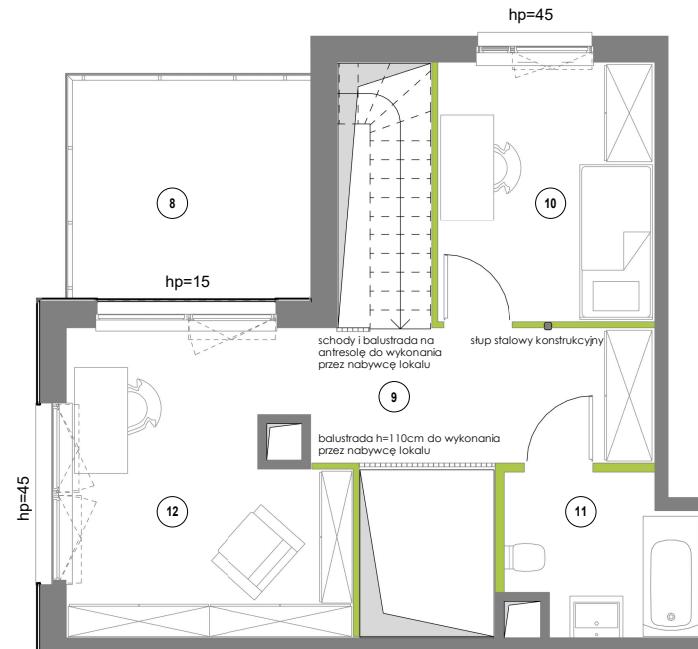 hp=45
8
10
hp=15
schody i balustrada na
antresolę do wykonania
przez nabywcę lokalu
słup stalowy konstrukcyjny
9
balustrada h=110cm do wykonania
przez nabywcę lokalu
hp=45
12
11